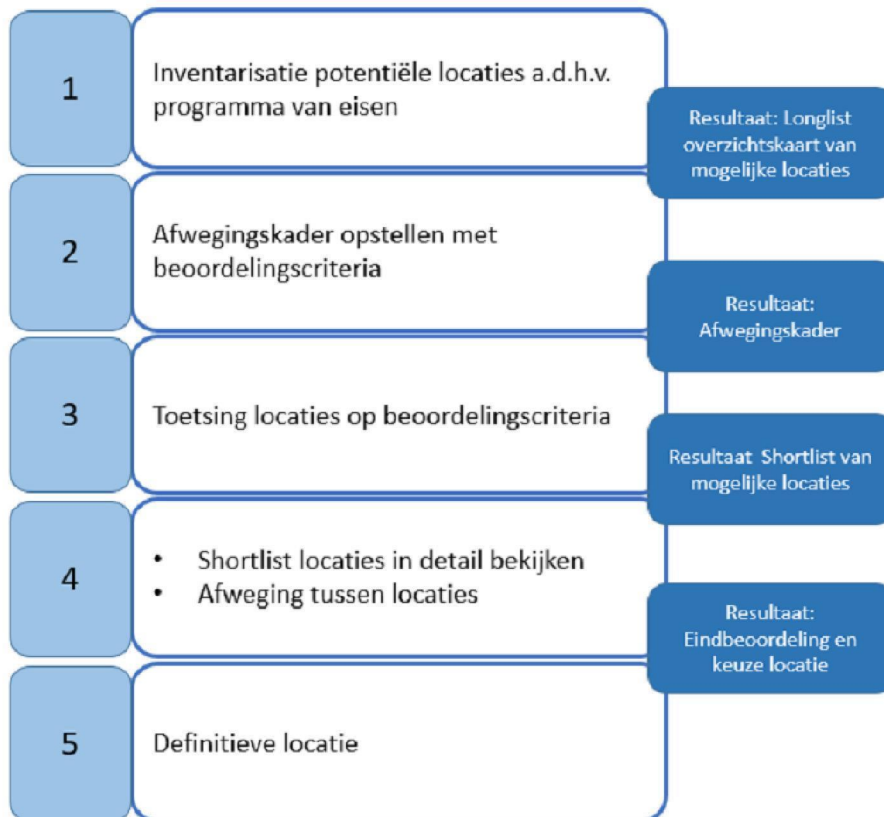 1
Inventarisatie potentiële locaties a.d.h.v.
programma van eisen
Resultaat: Longlist
overzichtskaart van
mogelijke locaties
2
Afwegingskader opstellen met
beoordelingscriteria
Resultaat:
Afwegingskader
3
Toetsing locaties op beoordelingscriteria
Resultaat Shortlist van
mogelijke locaties
4
• Shortlist locaties in detail bekijken
• Afweging tussen locaties
Resultaat:
Eindbeoordeling en
keuze locatie
5
Definitieve locatie